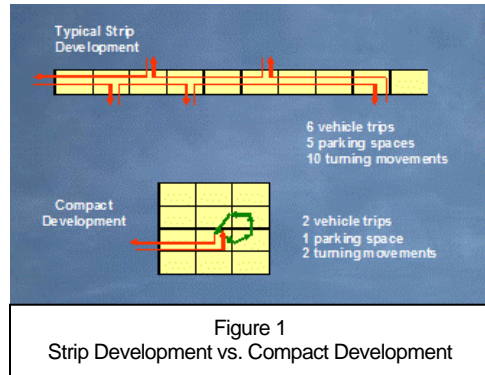 Typical Strip
Development
6 vehicle trips
5 parking spaces
10 turning movements
Compact
Development
2 vehicle trips
1 parking space
2 turning movements
Figure 1
Strip Development vs. Compact Development